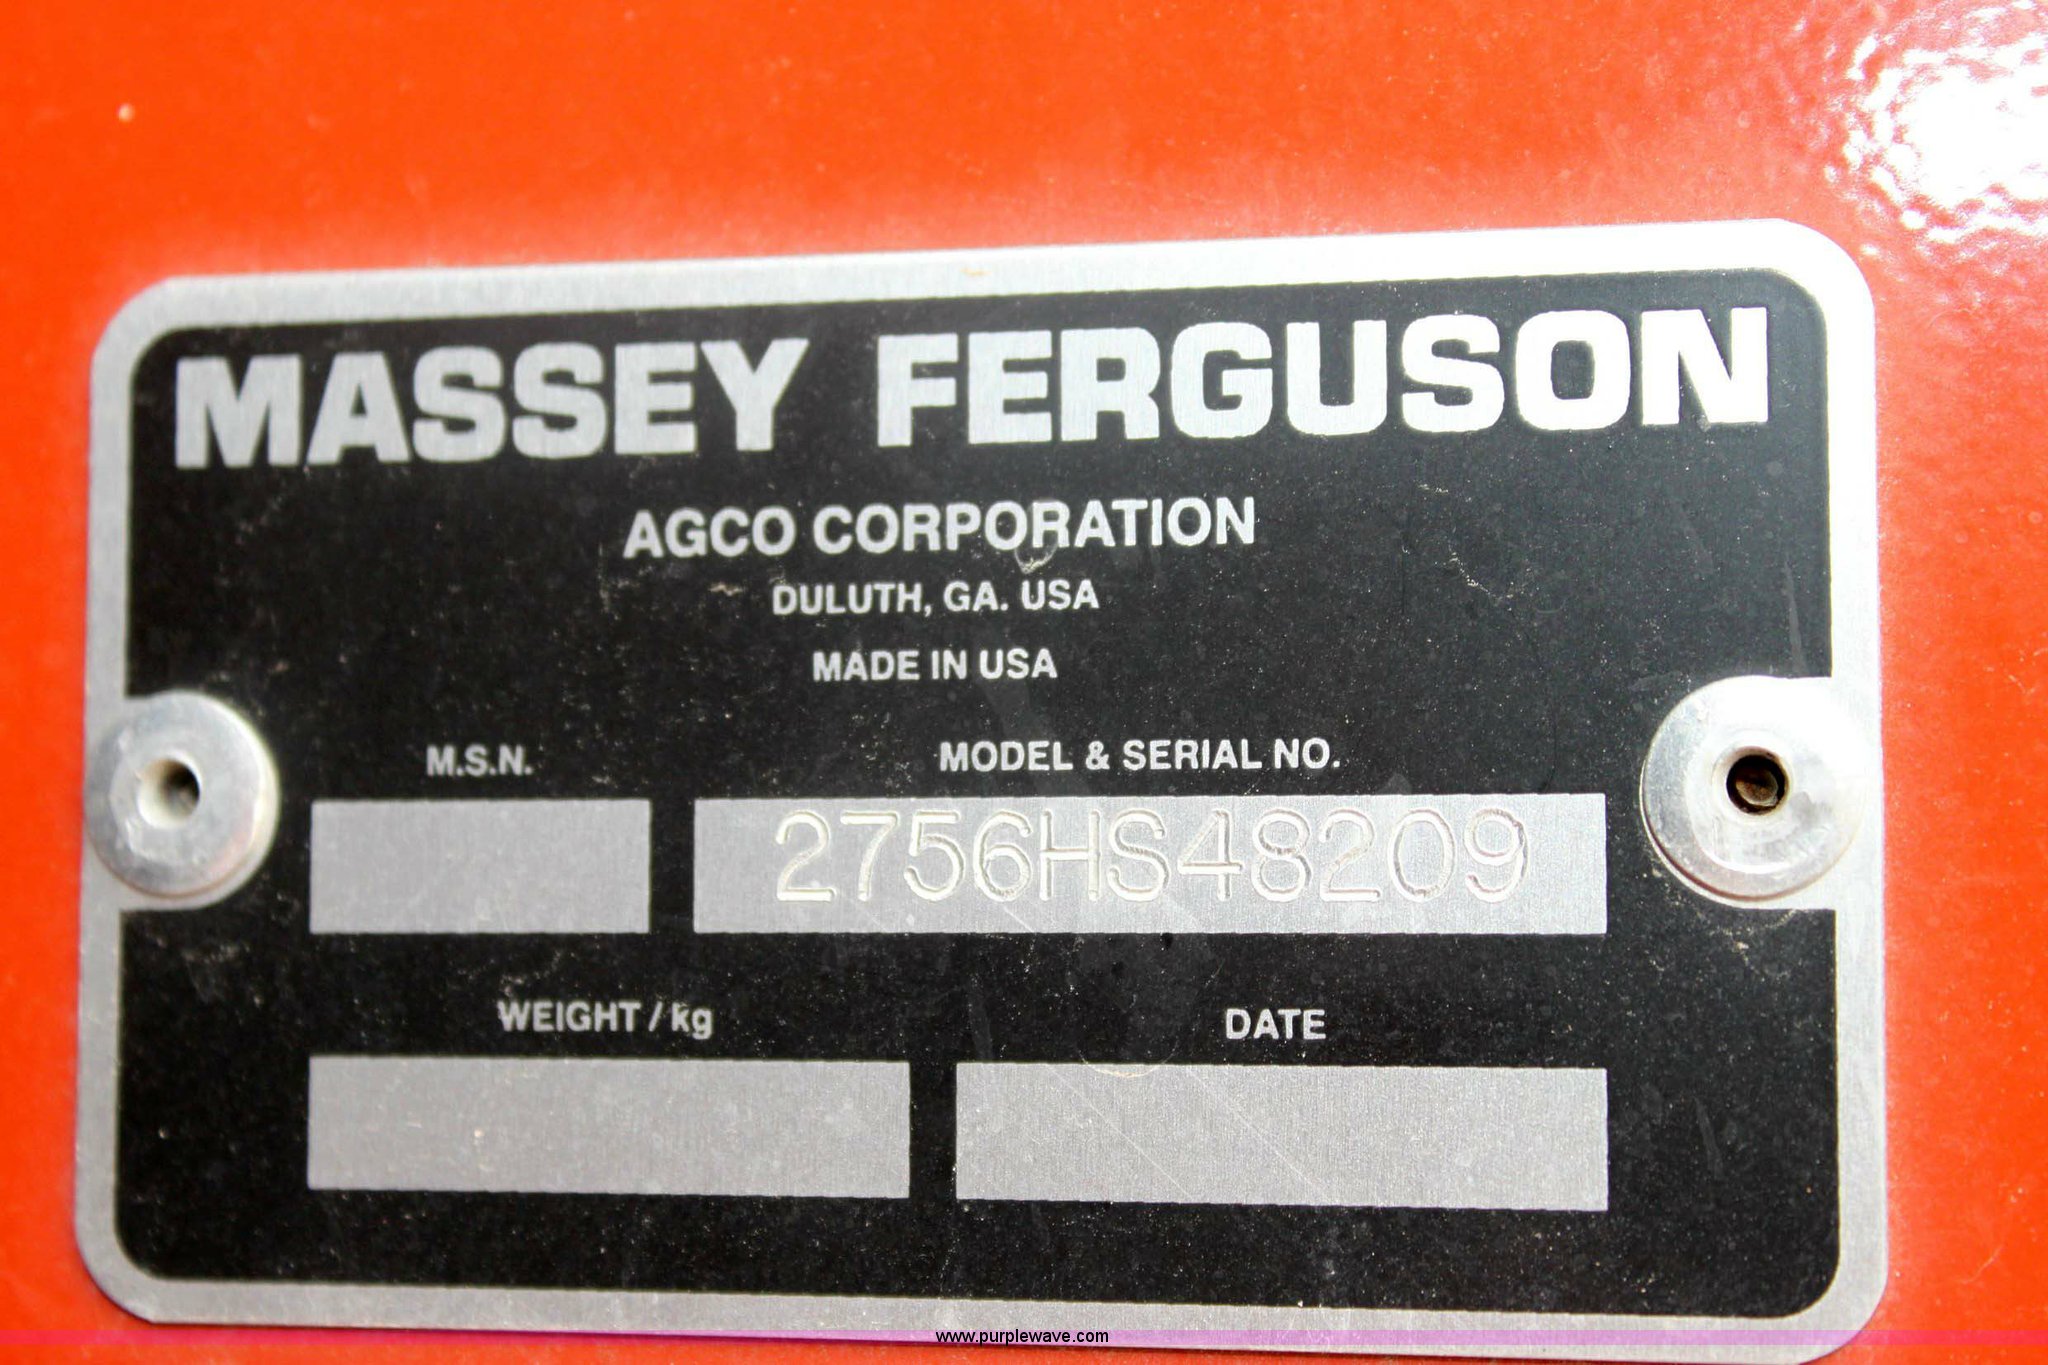 MASSEY FERGUSON
AGCO CORPORATION
DULUTH, GA. USA
MADE IN USA
M.S.N.
MODEL & SERIAL NO.
2756HS48209
WEIGHT / kg
DATE
www.purplewave.com